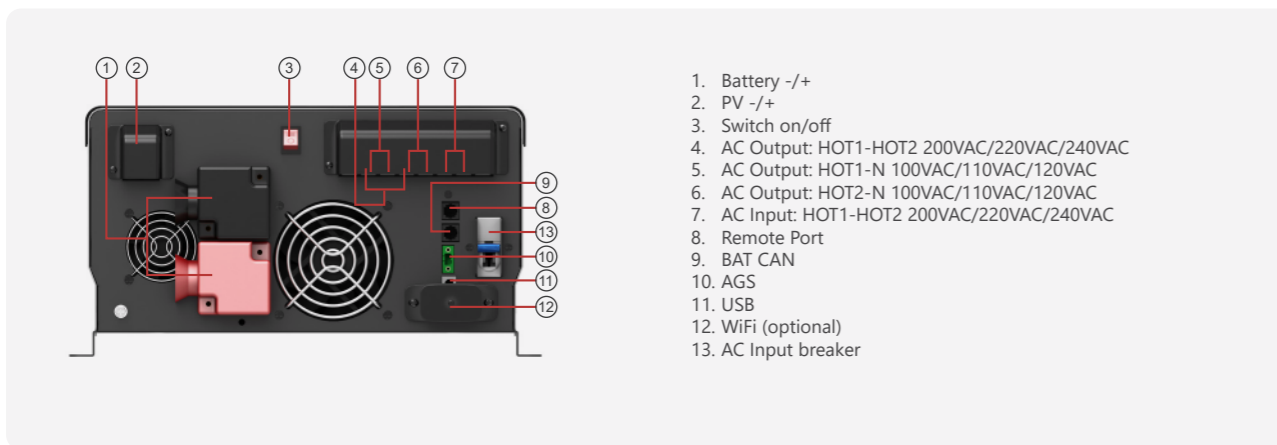 ① ② ③ ④ ⑤ ⑥ ⑦
⑨
⑧
⑬
⑩
⑪
⑫
1. Battery -/+
2. PV -/+
3. Switch on/off
4. AC Output: HOT1-HOT2 200VAC/220VAC/240VAC
5. AC Output: HOT1-N 100VAC/110VAC/120VAC
6. AC Output: HOT2-N 100VAC/110VAC/120VAC
7. AC Input: HOT1-HOT2 200VAC/220VAC/240VAC
8. Remote Port
9. BAT CAN
10. AGS
11. USB
12. WiFi (optional)
13. AC Input breaker